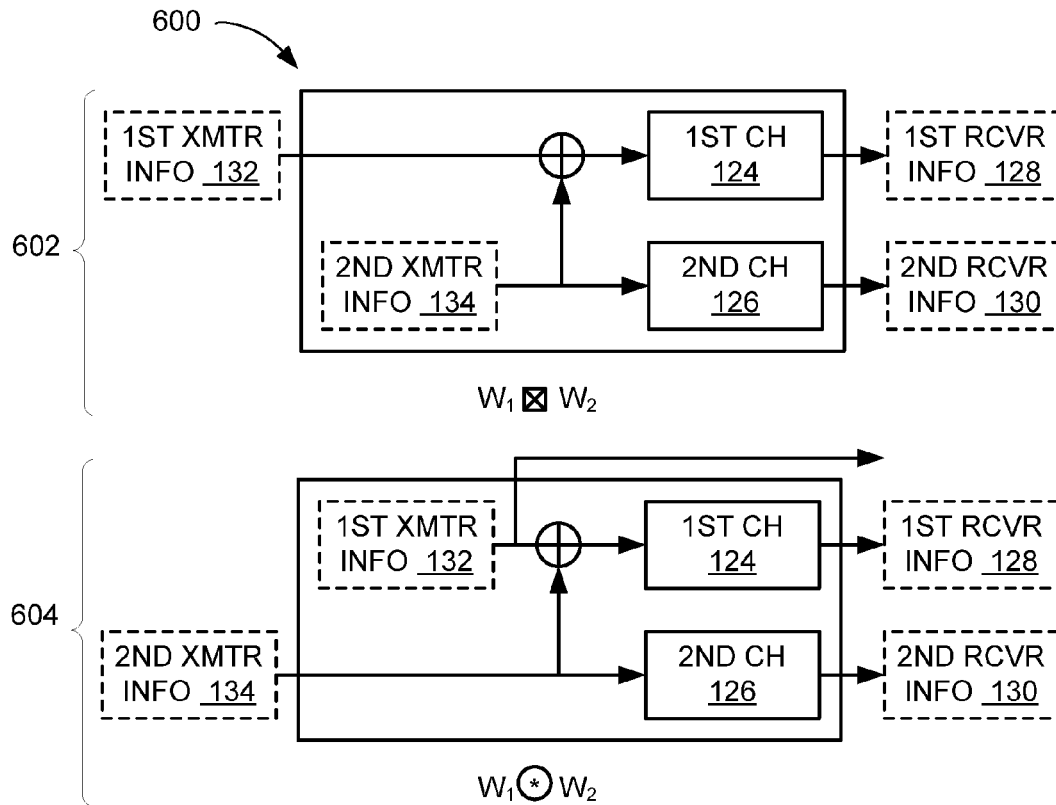 600
602
1ST XMTR
INFO 132
1ST CH
124
1ST RCVR
INFO 128
2ND XMTR
INFO 134
2ND CH
126
2ND RCVR
INFO 130
W₁ ⊠ W₂
604
1ST XMTR
INFO 132
1ST CH
124
1ST RCVR
INFO 128
2ND XMTR
INFO 134
2ND CH
126
2ND RCVR
INFO 130
W₁ ⊛ W₂